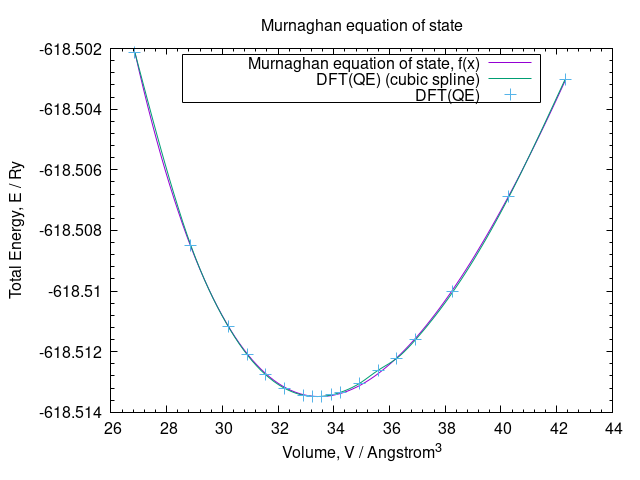 Murnaghan equation of state
-618.502
Murnaghan equation of state, f(x)
DFT(QE) (cubic spline)
DFT(QE)
-618.504
-618.506
-618.508
-618.51
-618.512
-618.514
Total Energy, E / Ry
26 28 30 32 34 36 38 40 42 44
Volume, V / Angstrom³